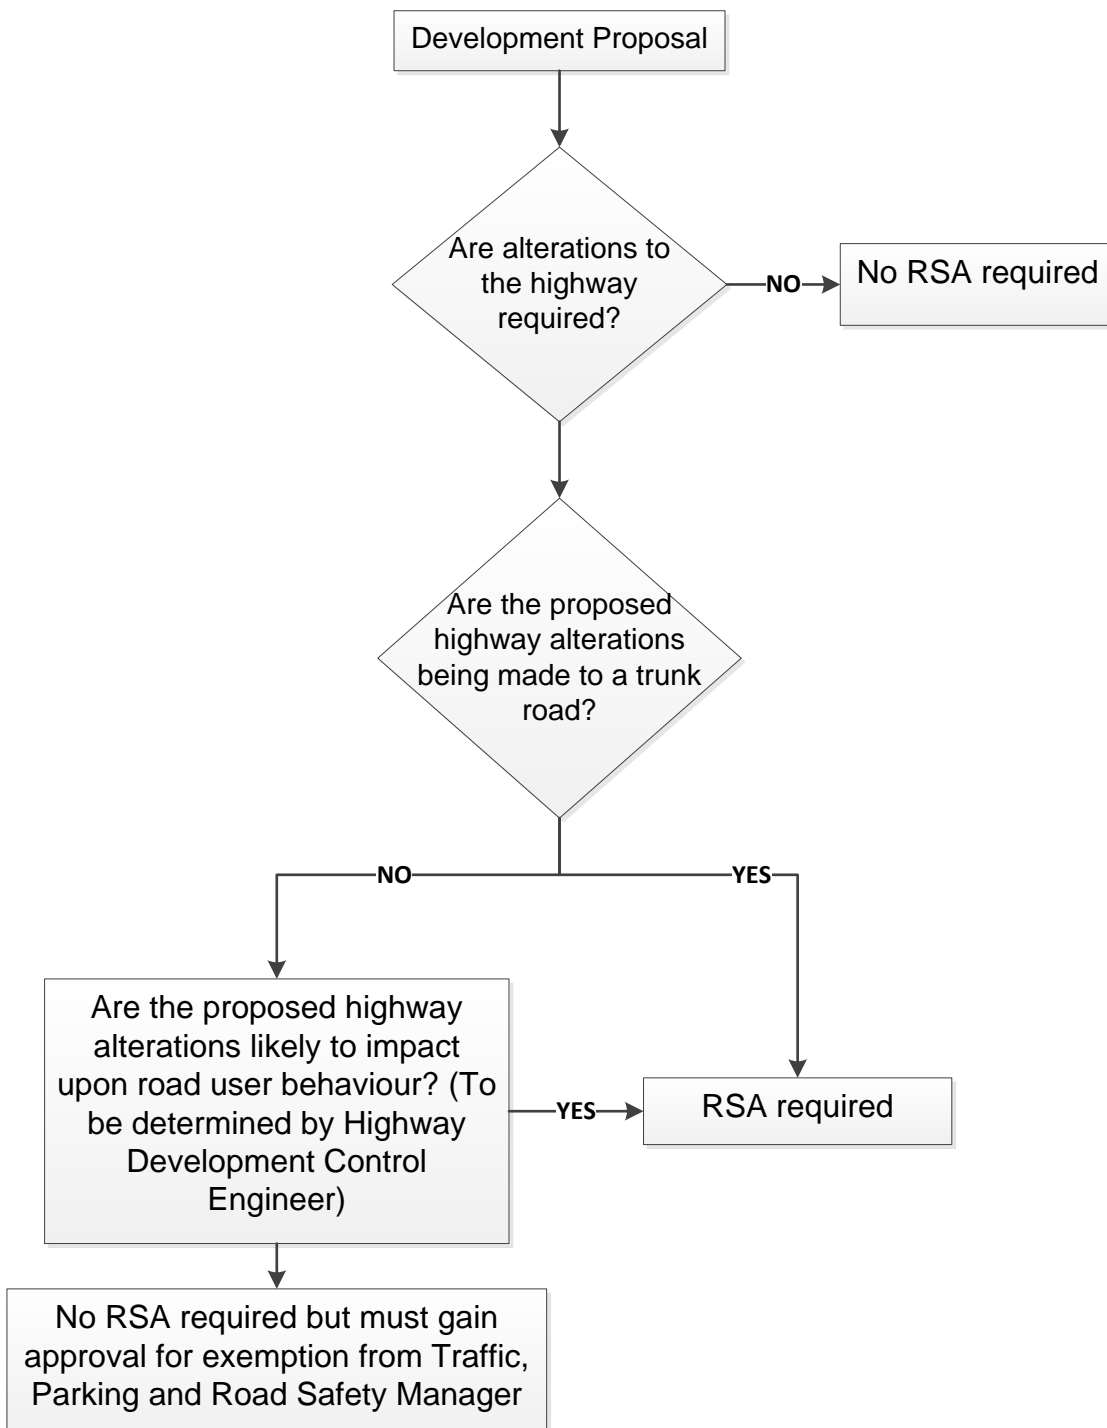 Development Proposal
Are alterations to
the highway
required?
NO
No RSA required
Are the proposed
highway alterations
being made to a trunk
road?
NO
YES
Are the proposed highway
alterations likely to impact
upon road user behaviour? (To
be determined by Highway
Development Control
Engineer)
YES
RSA required
No RSA required but must gain
approval for exemption from Traffic,
Parking and Road Safety Manager